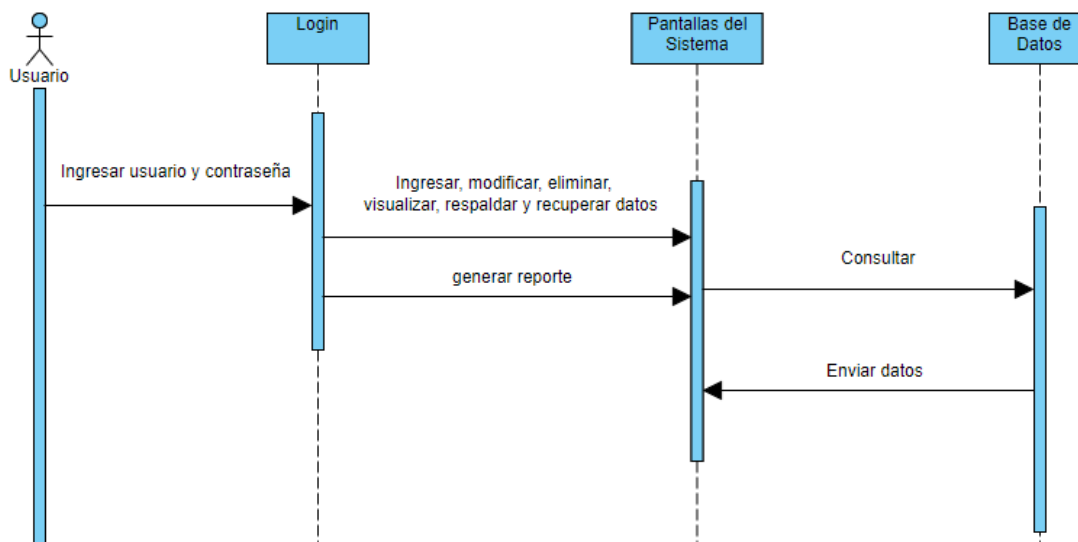 Usuario
Login
Pantallas del
Sistema
Base de
Datos
Ingresar usuario y contraseña
Ingresar, modificar, eliminar,
visualizar, respaldar y recuperar datos
generar reporte
Consultar
Enviar datos